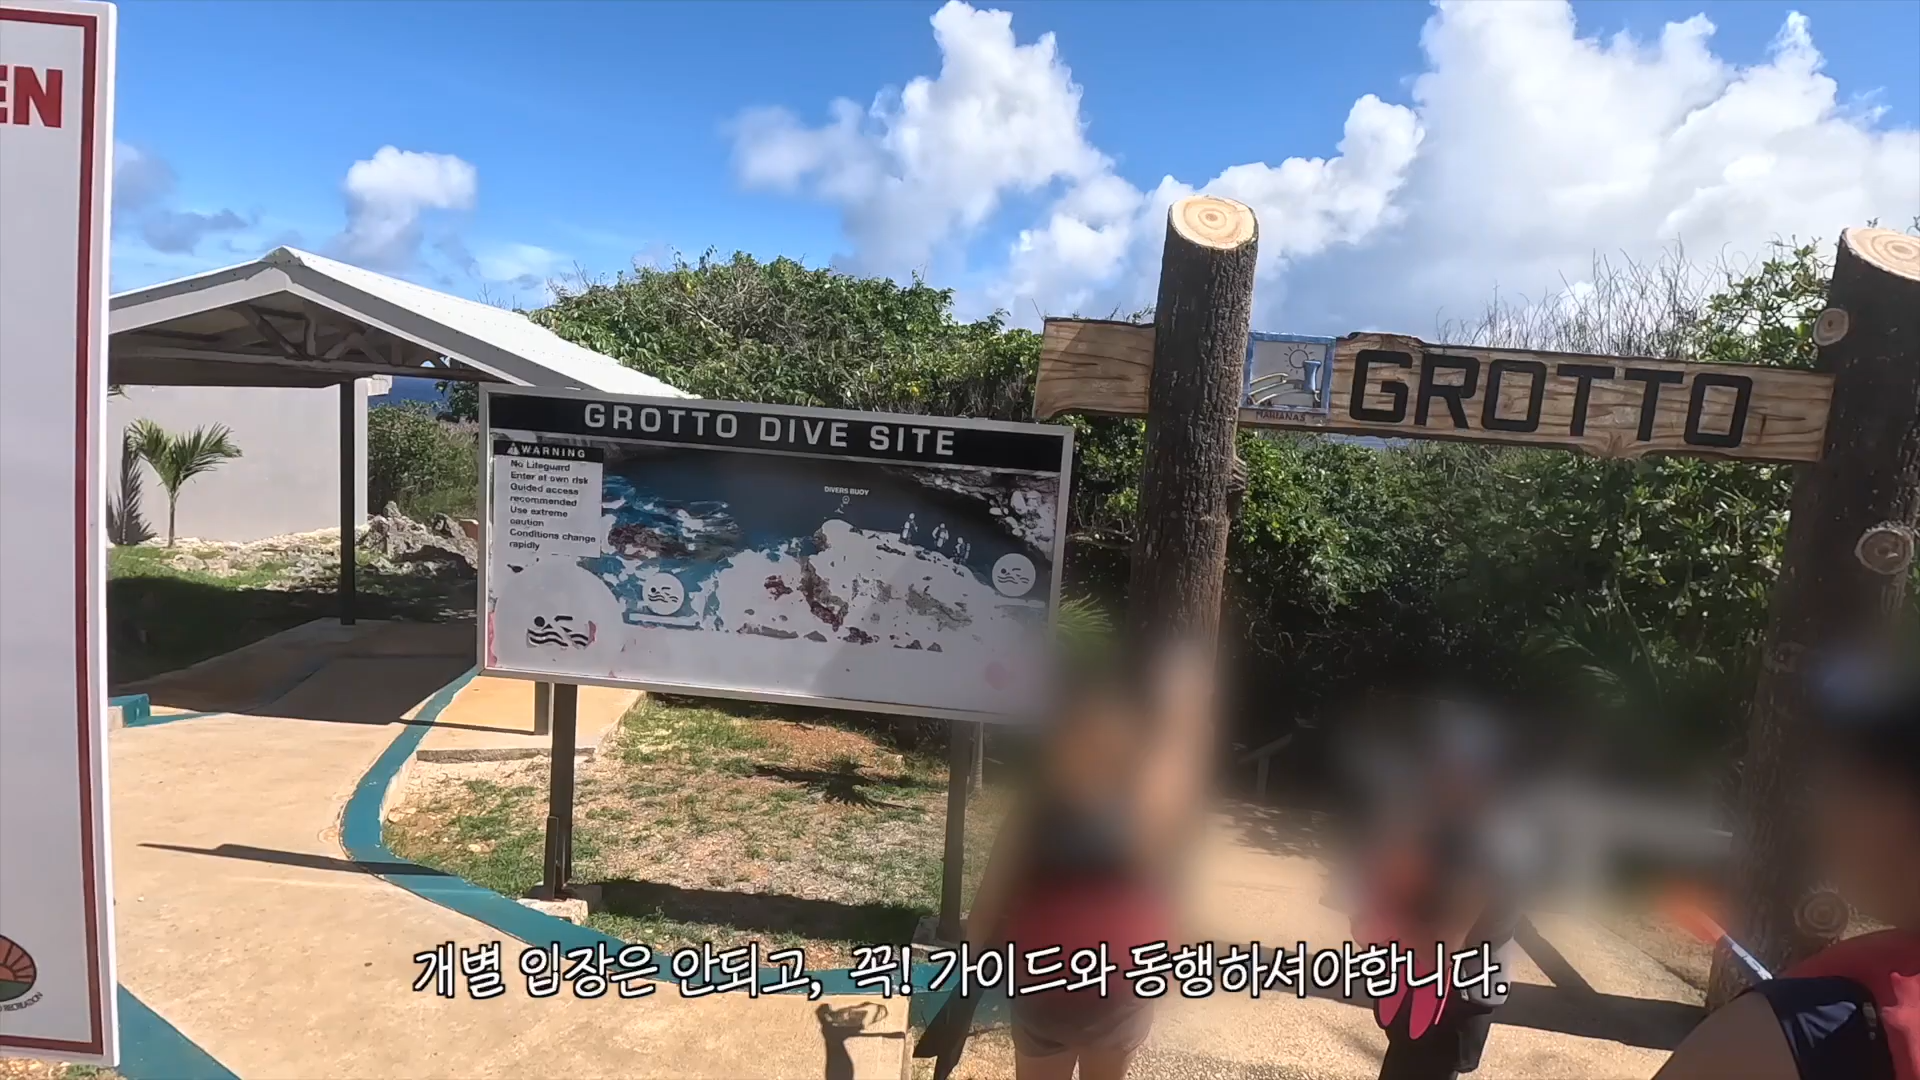 EN
GROTTO DIVE SITE
WARNING
No Lifeguard
Enter at own risk
Guided access
recommended
Use extreme
caution
Conditions change
rapidly
DIVERS BUOY
MARIANAS
GROTTO
RECREATION
개별 입장은 안되고, 꼭! 가이드와 동행하셔야합니다.